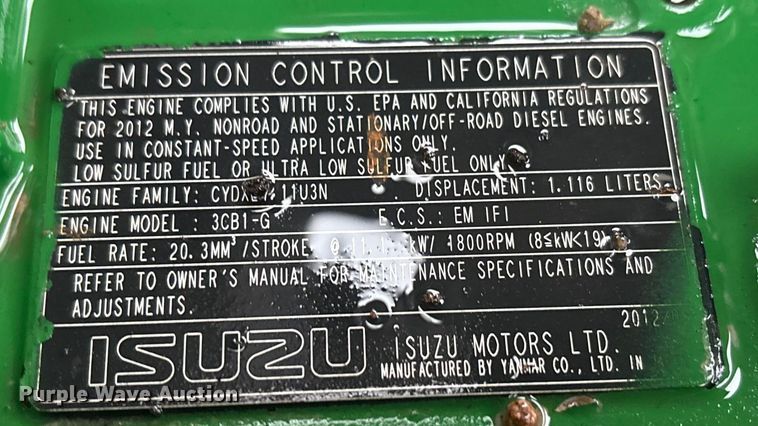 EMISSION CONTROL INFORMATION
THIS ENGINE COMPLIES WITH U.S. EPA AND CALIFORNIA REGULATIONS
FOR 2012 M.Y. NONROAD AND STATIONARY/OFF-ROAD DIESEL ENGINES.
USE IN CONSTANT-SPEED APPLICATIONS ONLY.
LOW SULFUR FUEL OR ULTRA LOW SULFUR FUEL ONLY
ENGINE FAMILY: DISPLACEMENT: 1.116 LITERS
ENGINE MODEL : 3CB1-G E.C.S.: EM IFI
FUEL RATE: 20.3MM³/STROKE @ kW/ 1800RPM (8≦kW<19)
REFER TO OWNER'S MANUAL FOR MAINTENANCE SPECIFICATIONS AND
ADJUSTMENTS.
2012
ISUZU ISUZU MOTORS LTD.
MANUFACTURED BY YANMAR CO., LTD. IN
Purple Wave Auction